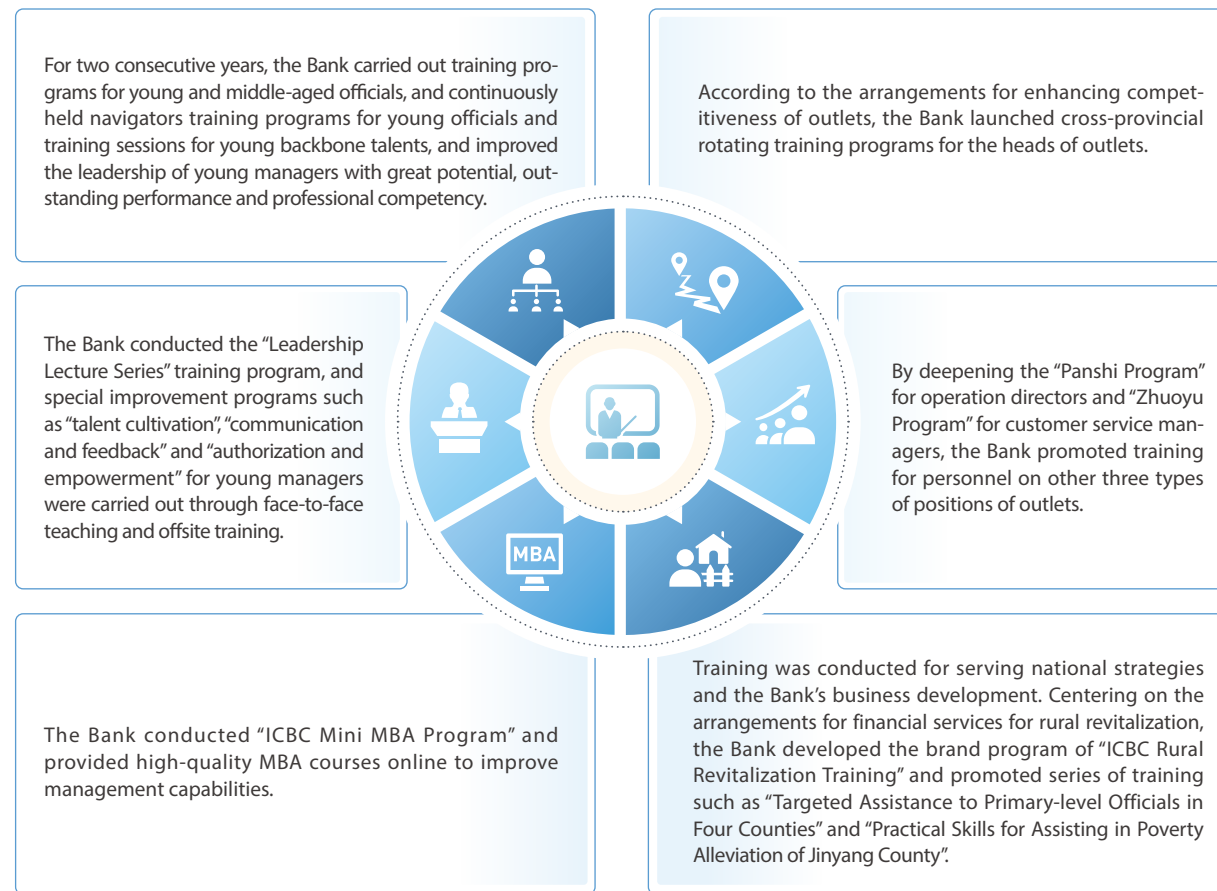 For two consecutive years, the Bank carried out training pro-
grams for young and middle-aged officials, and continuously
held navigators training programs for young officials and
training sessions for young backbone talents, and improved
the leadership of young managers with great potential, out-
standing performance and professional competency.
According to the arrangements for enhancing compet-
itiveness of outlets, the Bank launched cross-provincial
rotating training programs for the heads of outlets.
The Bank conducted the “Leadership
Lecture Series” training program, and
special improvement programs such
as “talent cultivation”, “communication
and feedback” and “authorization and
empowerment” for young managers
were carried out through face-to-face
teaching and offsite training.
By deepening the “Panshi Program”
for operation directors and “Zhuoyu
Program” for customer service man-
agers, the Bank promoted training
for personnel on other three types
of positions of outlets.
MBA
The Bank conducted “ICBC Mini MBA Program” and
provided high-quality MBA courses online to improve
management capabilities.
Training was conducted for serving national strategies
and the Bank’s business development. Centering on the
arrangements for financial services for rural revitalization,
the Bank developed the brand program of “ICBC Rural
Revitalization Training” and promoted series of training
such as “Targeted Assistance to Primary-level Officials in
Four Counties” and “Practical Skills for Assisting in Poverty
Alleviation of Jinyang County”.